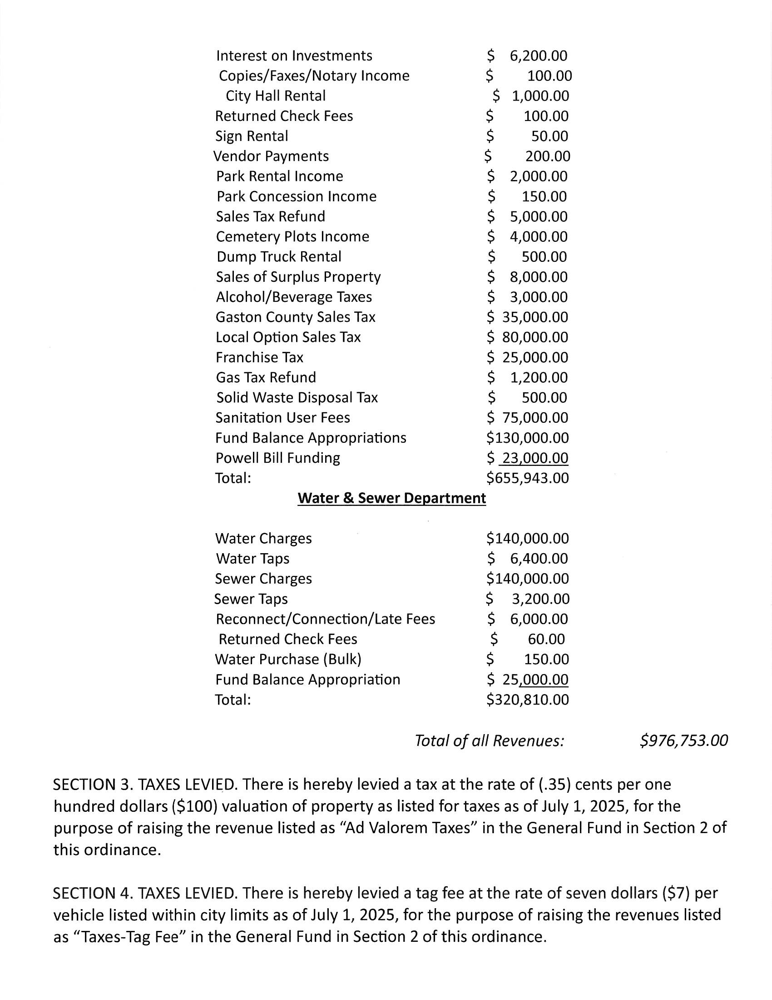 Interest on Investments $ 6,200.00
Copies/Faxes/Notary Income $ 100.00
City Hall Rental $ 1,000.00
Returned Check Fees $ 100.00
Sign Rental $ 50.00
Vendor Payments $ 200.00
Park Rental Income $ 2,000.00
Park Concession Income $ 150.00
Sales Tax Refund $ 5,000.00
Cemetery Plots Income $ 4,000.00
Dump Truck Rental $ 500.00
Sales of Surplus Property $ 8,000.00
Alcohol/Beverage Taxes $ 3,000.00
Gaston County Sales Tax $ 35,000.00
Local Option Sales Tax $ 80,000.00
Franchise Tax $ 25,000.00
Gas Tax Refund $ 1,200.00
Solid Waste Disposal Tax $ 500.00
Sanitation User Fees $ 75,000.00
Fund Balance Appropriations $130,000.00
Powell Bill Funding $ 23,000.00
Total: $655,943.00
Water & Sewer Department
Water Charges $140,000.00
Water Taps $ 6,400.00
Sewer Charges $140,000.00
Sewer Taps $ 3,200.00
Reconnect/Connection/Late Fees $ 6,000.00
Returned Check Fees $ 60.00
Water Purchase (Bulk) $ 150.00
Fund Balance Appropriation $ 25,000.00
Total: $320,810.00
Total of all Revenues: $976,753.00
SECTION 3. TAXES LEVIED. There is hereby levied a tax at the rate of (.35) cents per one
hundred dollars ($100) valuation of property as listed for taxes as of July 1, 2025, for the
purpose of raising the revenue listed as “Ad Valorem Taxes” in the General Fund in Section 2 of
this ordinance.
SECTION 4. TAXES LEVIED. There is hereby levied a tag fee at the rate of seven dollars ($7) per
vehicle listed within city limits as of July 1, 2025, for the purpose of raising the revenues listed
as “Taxes-Tag Fee” in the General Fund in Section 2 of this ordinance.